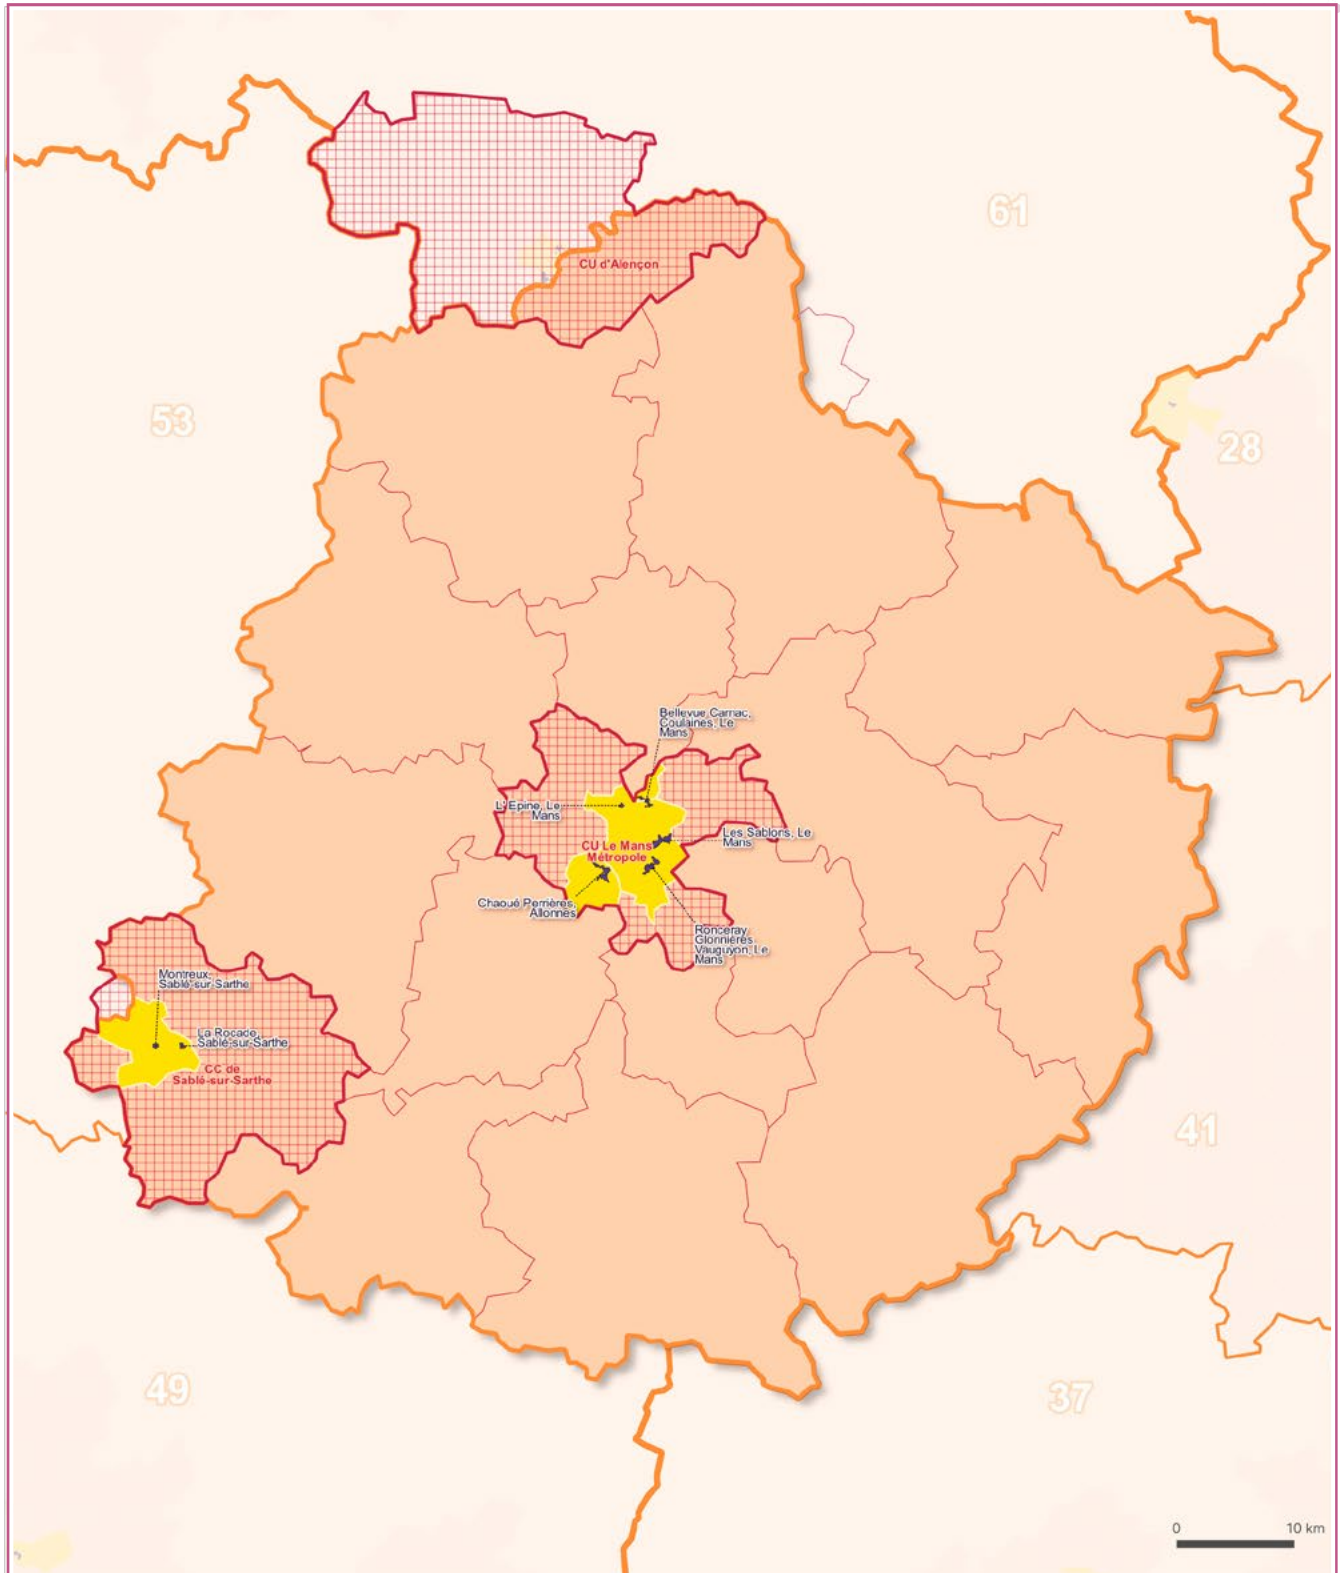 61
CU d'Alençon
53
28
Bellevue Carnac,
Coulaines, Le
Mans
L'Epine, Le
Mans
Les Sablons, Le
Mans
CU Le Mans
Métropole
Chaoué Perrières,
Allonnes
Ronceray
Glonnières
Vauguyon, Le
Mans
Montreux,
Sablé-sur-Sarthe
La Rocade,
Sablé-sur-Sarthe
CC de
Sablé-sur-Sarthe
41
49
37
0 10 km